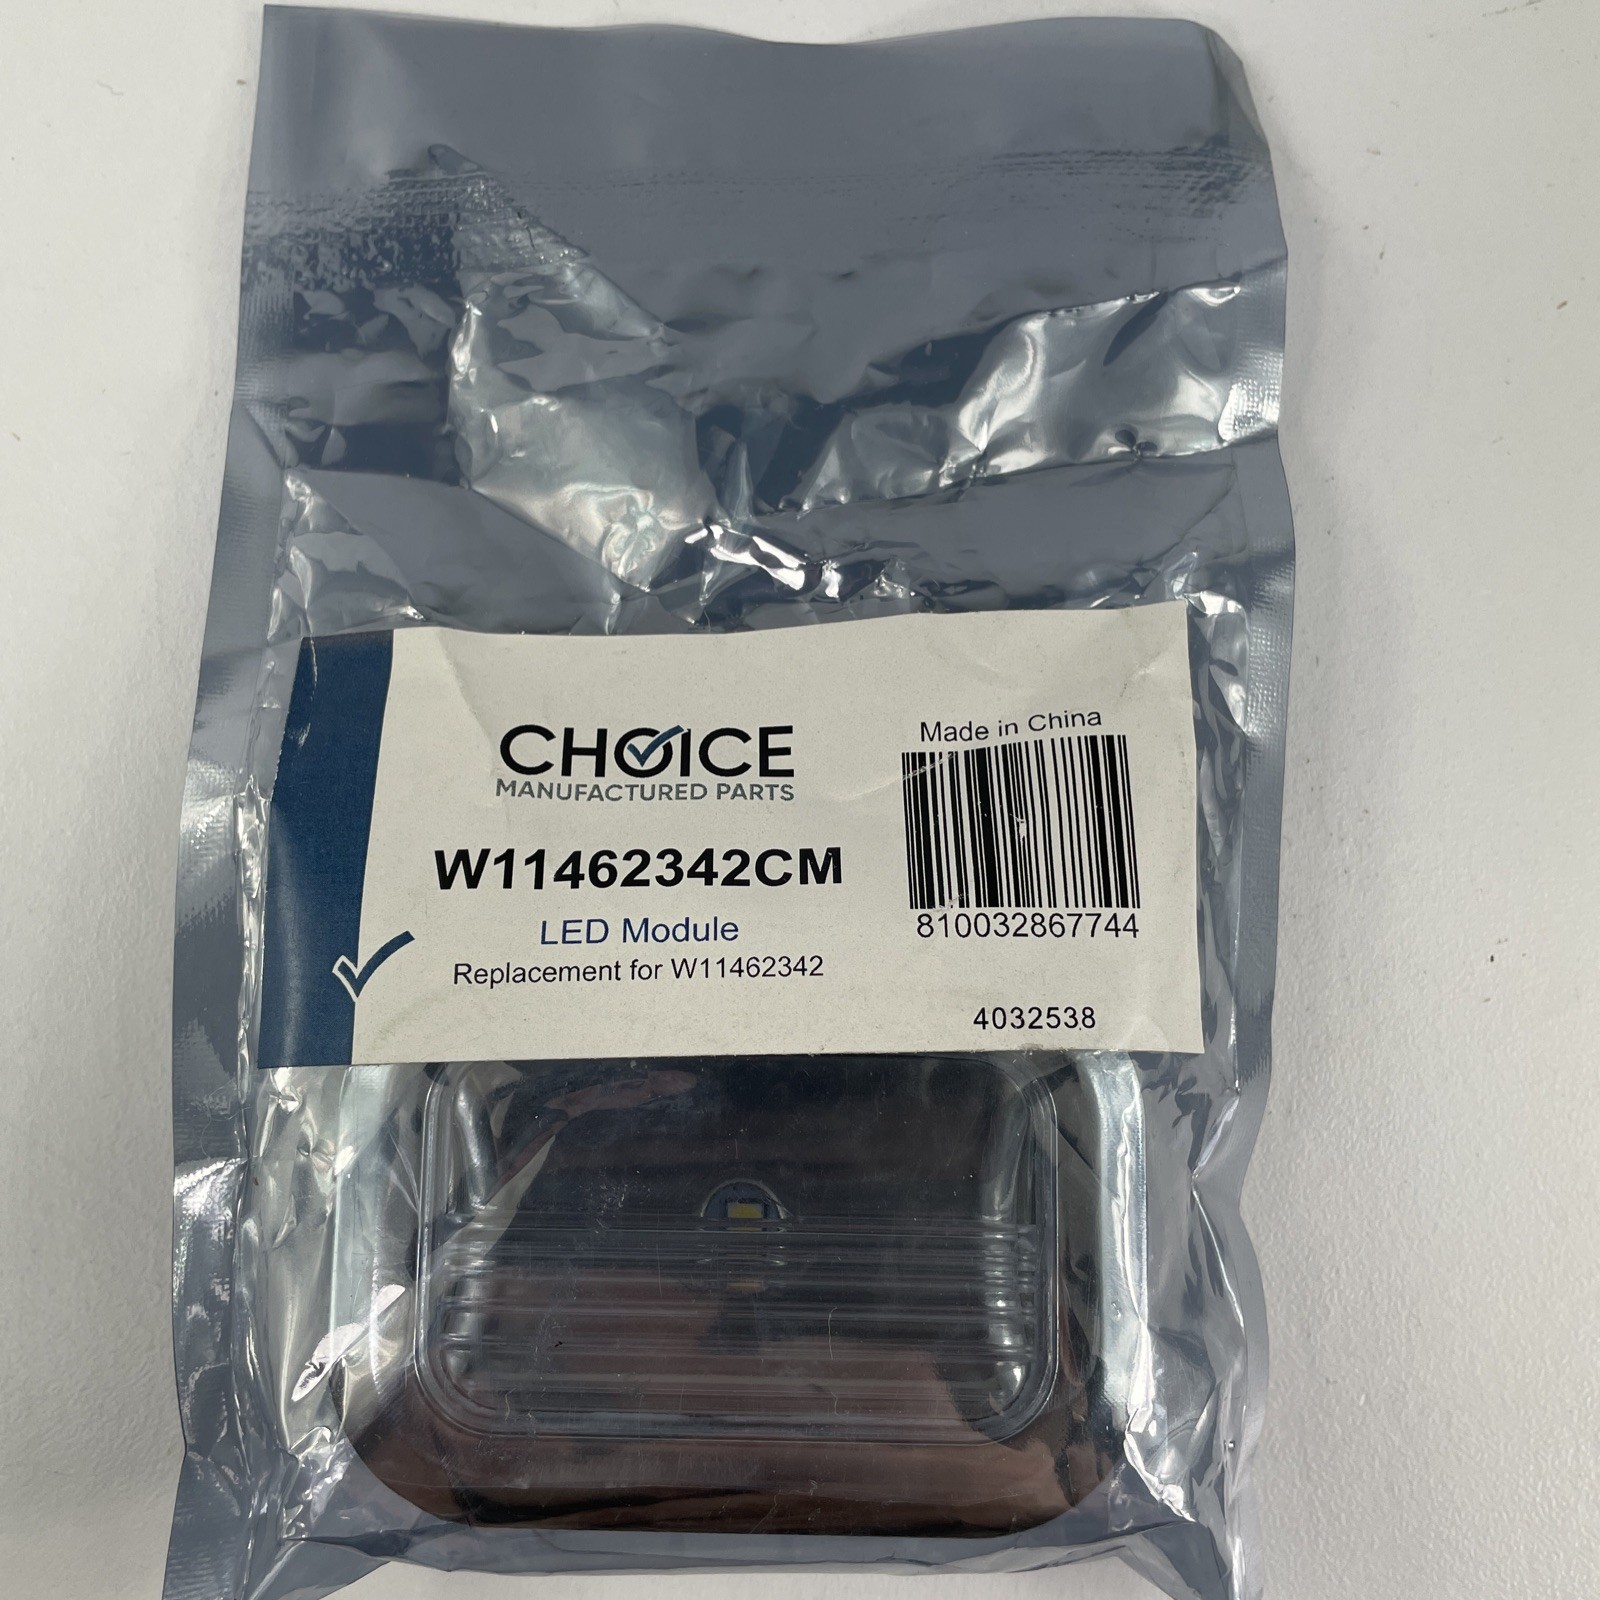 CHOICE
MANUFACTURED PARTS
W11462342CM
LED Module
Replacement for W11462342
Made in China
810032867744
4032538